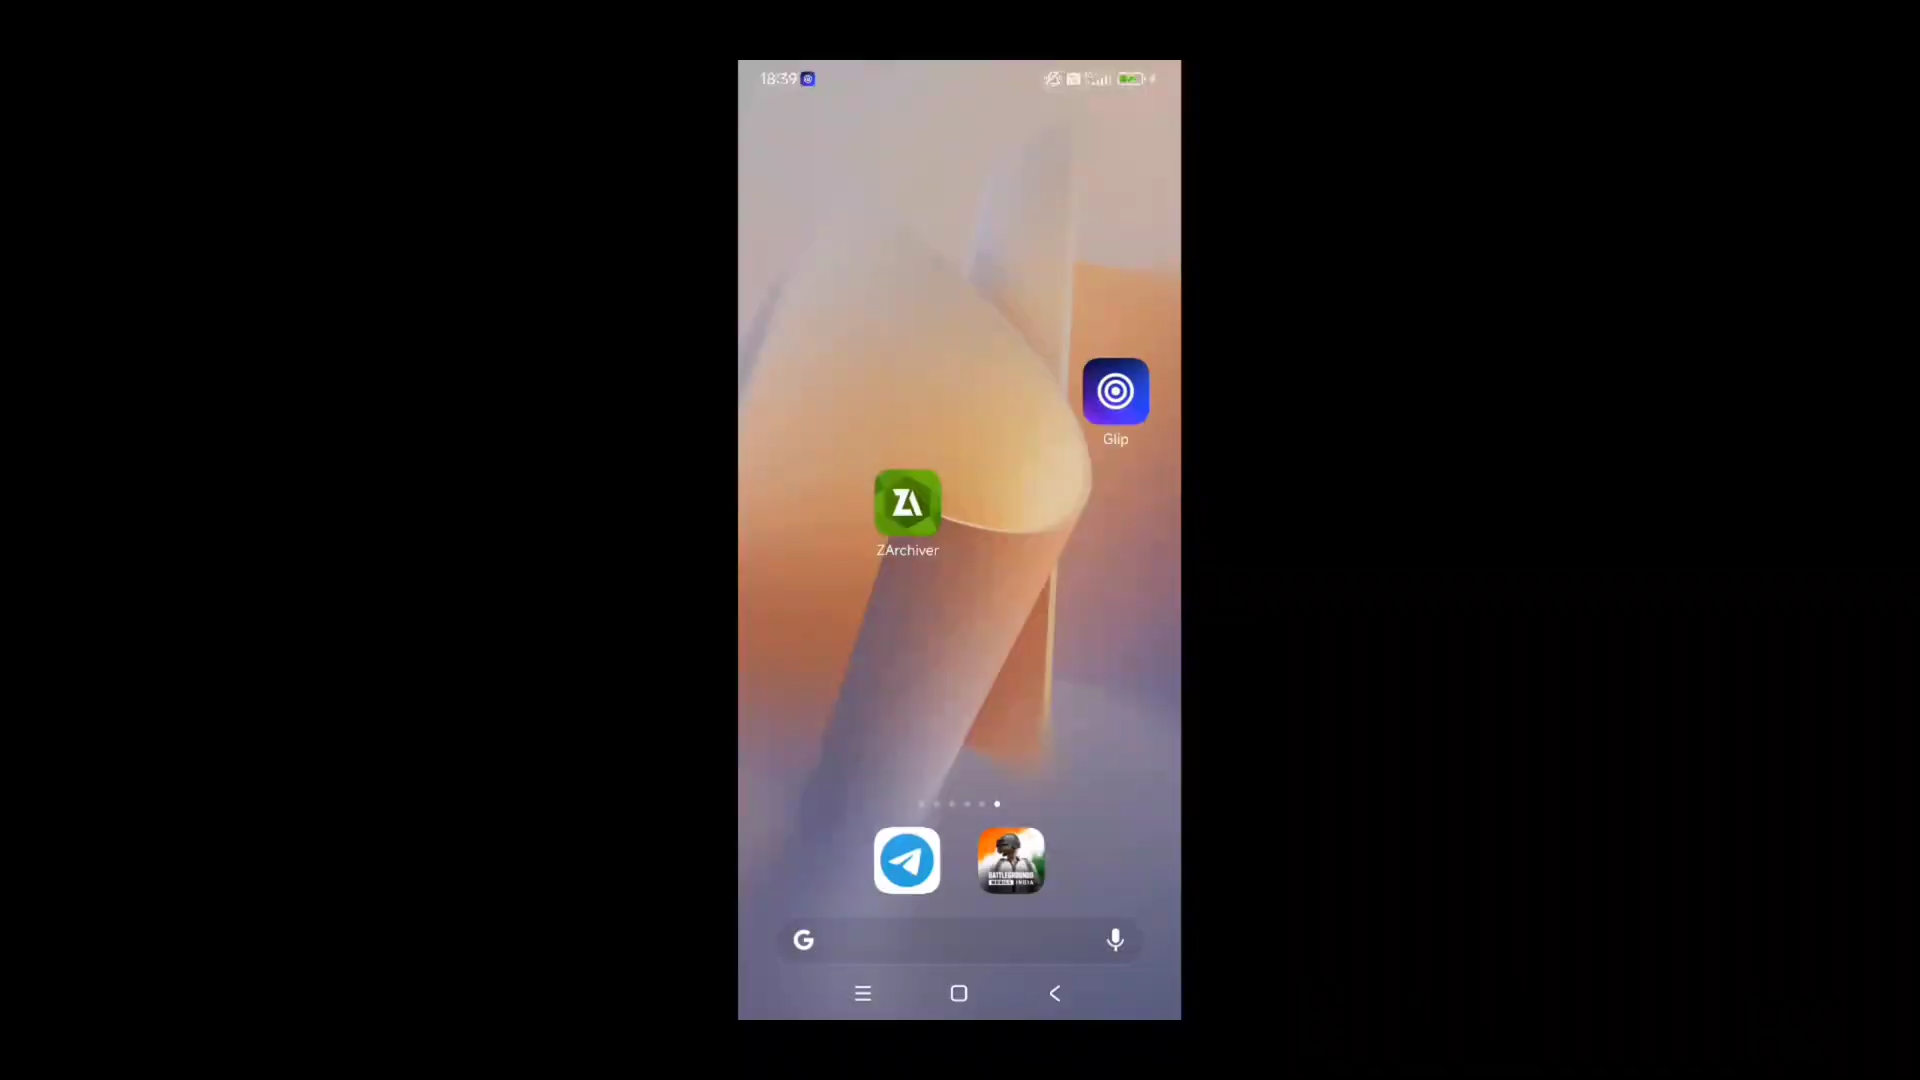 18:39
Glip
ZArchiver
BATTLEGROUNDS
MOBILE INDIA
G